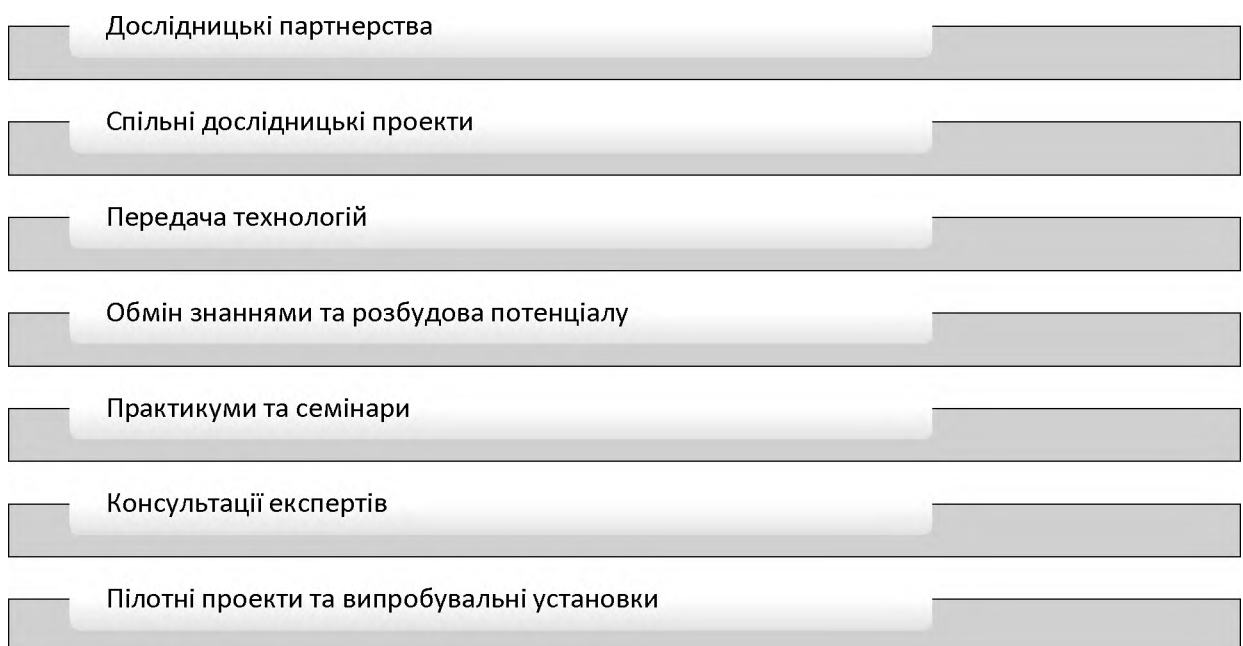 Дослідницькі партнерства
Спільні дослідницькі проекти
Передача технологій
Обмін знаннями та розбудова потенціалу
Практикуми та семінари
Консультації експертів
Пілотні проекти та випробувальні установки